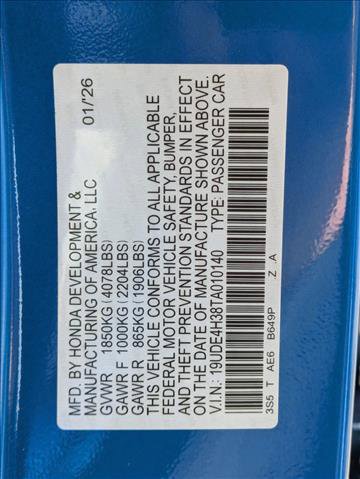 MFD. BY HONDA DEVELOPMENT &
MANUFACTURING OF AMERICA, LLC 01/'26
GVWR 1850KG (4078LBS)
GAWR F 1000KG (2204LBS)
GAWR R 865KG (1906LBS)
THIS VEHICLE CONFORMS TO ALL APPLICABLE
FEDERAL MOTOR VEHICLE SAFETY, BUMPER,
AND THEFT PREVENTION STANDARDS IN EFFECT
ON THE DATE OF MANUFACTURE SHOWN ABOVE.
V.I.N.: 19UDE4H38TA010140 TYPE: PASSENGER CAR
3S5 T AE6 B649P .Z .A